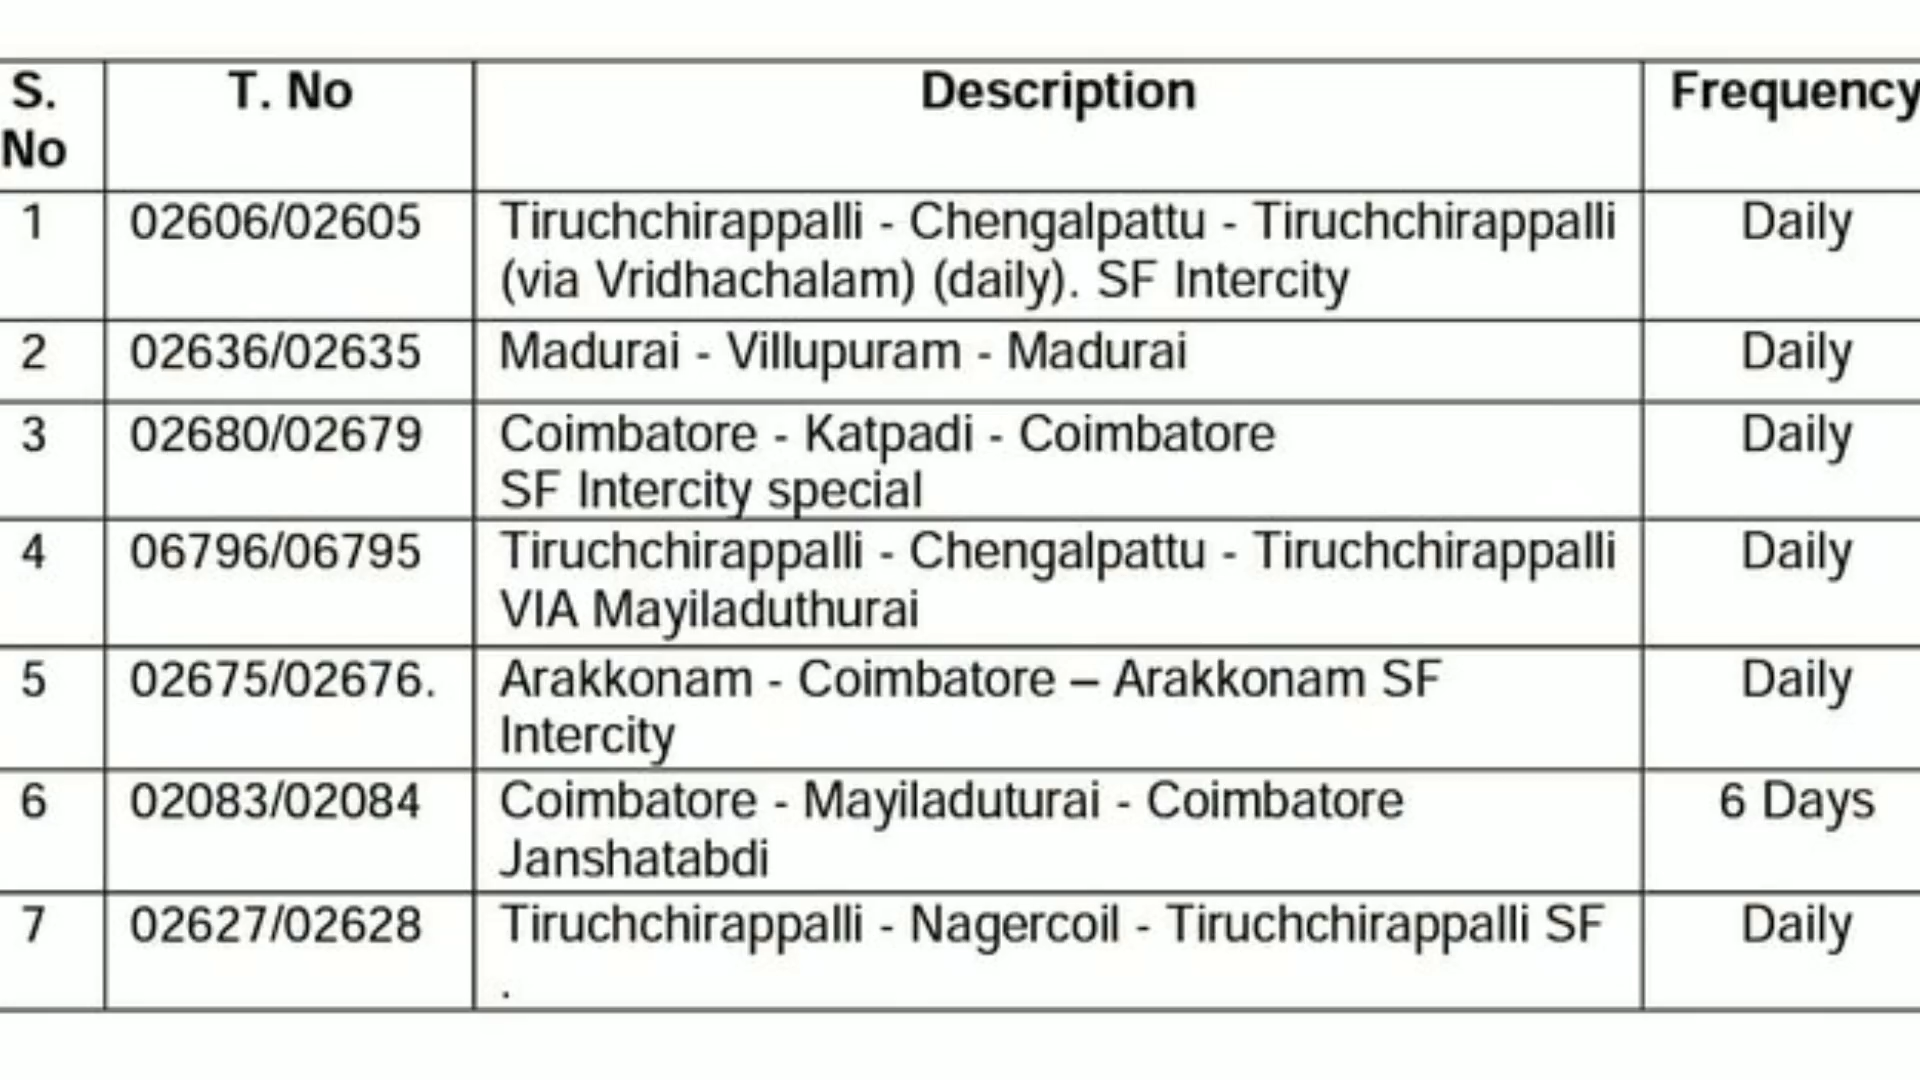 S. No T. No Description Frequency
1 02606/02605 Tiruchchirappalli - Chengalpattu - Tiruchchirappalli Daily
(via Vridhachalam) (daily). SF Intercity
2 02636/02635 Madurai - Villupuram - Madurai Daily
3 02680/02679 Coimbatore - Katpadi - Coimbatore Daily
SF Intercity special
4 06796/06795 Tiruchchirappalli - Chengalpattu - Tiruchchirappalli Daily
VIA Mayiladuthurai
5 02675/02676. Arakkonam - Coimbatore – Arakkonam SF Daily
Intercity
6 02083/02084 Coimbatore - Mayiladuturai - Coimbatore 6 Days
Janshatabdi
7 02627/02628 Tiruchchirappalli - Nagercoil - Tiruchchirappalli SF Daily
.